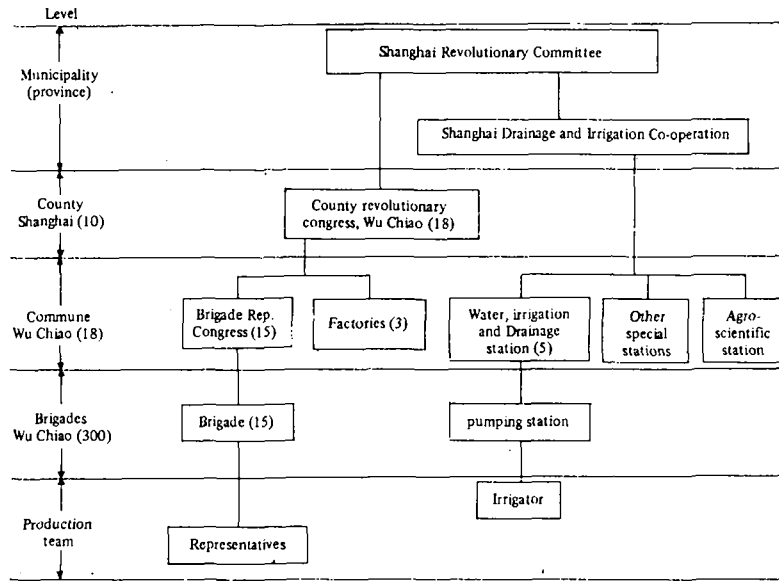 Level
Shanghai Revolutionary Committee
Municipality
(province)
Shanghai Drainage and Irrigation Co-operation
County
Shanghai (10)
County revolutionary
congress, Wu Chiao (18)
Commune
Wu Chiao (18)
Brigade Rep.
Congress (15)
Factories (3)
Water, irrigation
and Drainage
station (5)
Other
special
stations
Agro-
scientific
station
Brigades
Wu Chiao (300)
Brigade (15)
pumping station
Irrigator
Production
team
Representatives